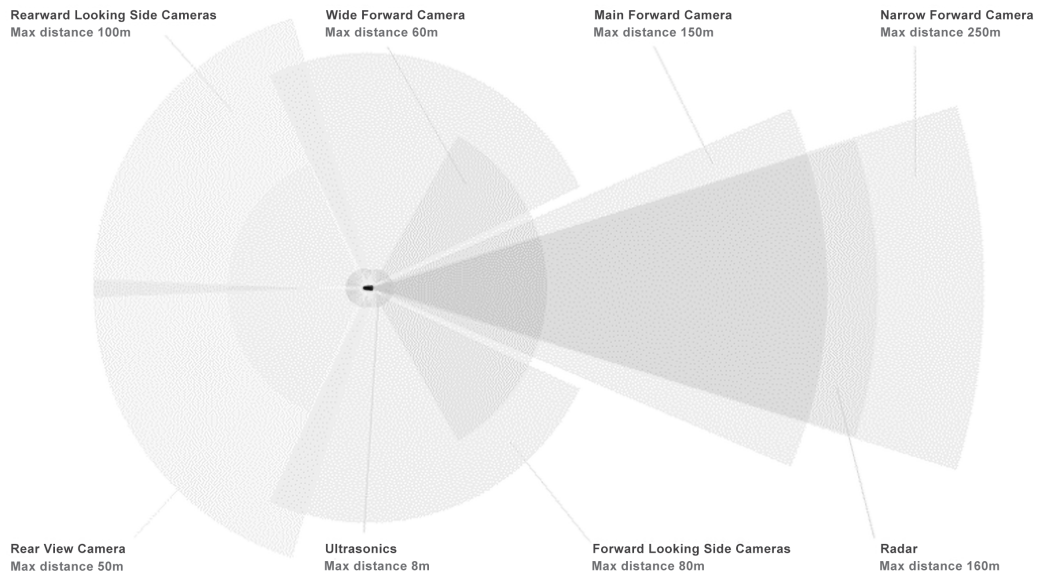 Rearward Looking Side Cameras
Max distance 100m
Wide Forward Camera
Max distance 60m
Main Forward Camera
Max distance 150m
Narrow Forward Camera
Max distance 250m
Rear View Camera
Max distance 50m
Ultrasonics
Max distance 8m
Forward Looking Side Cameras
Max distance 80m
Radar
Max distance 160m